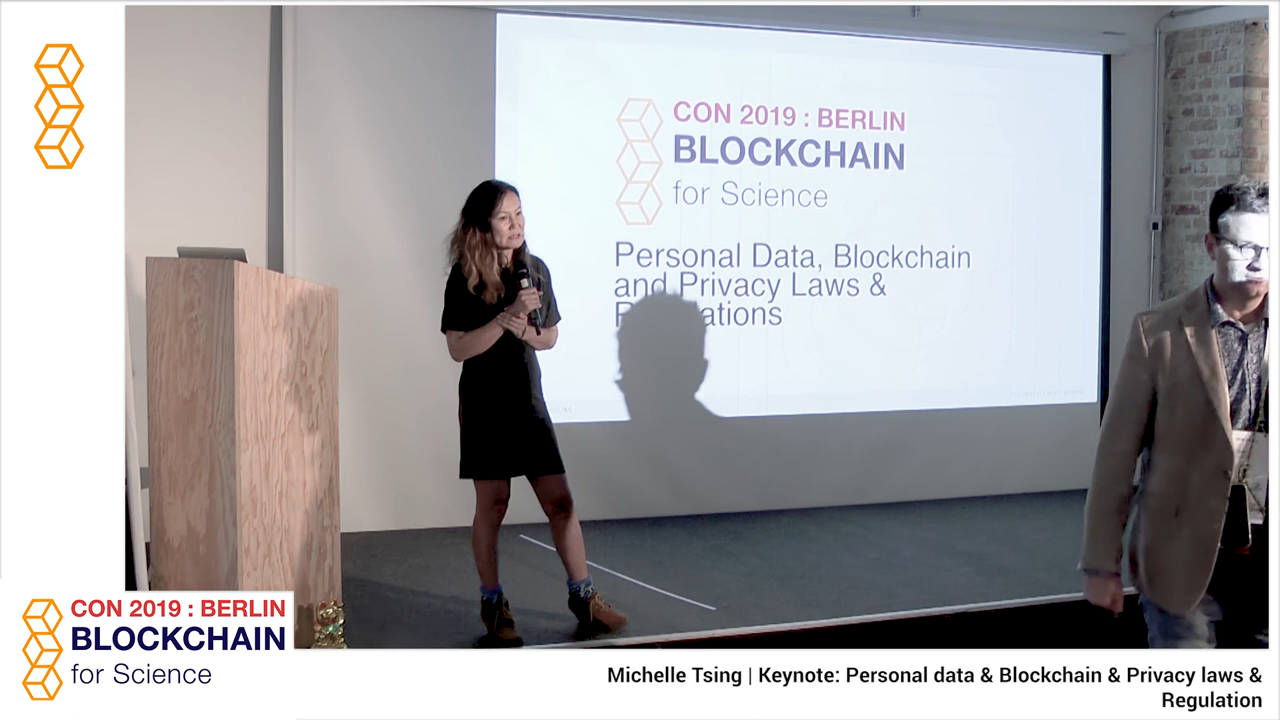 CON 2019 : BERLIN
BLOCKCHAIN
for Science
Personal Data, Blockchain
and Privacy Laws &
CON 2019 : BERLIN
BLOCKCHAIN
for Science
Michelle Tsing | Keynote: Personal data & Blockchain & Privacy laws &
Regulation